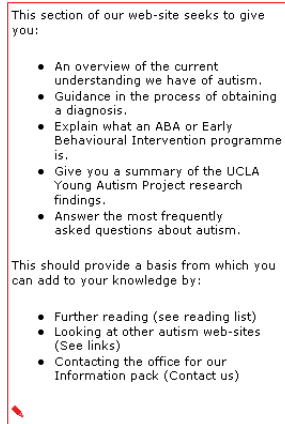 This section of our web-site seeks to give
you:
● An overview of the current
understanding we have of autism.
● Guidance in the process of obtaining
a diagnosis.
● Explain what an ABA or Early
Behavioural Intervention programme
is.
● Give you a summary of the UCLA
Young Autism Project research
findings.
● Answer the most frequently
asked questions about autism.
This should provide a basis from which you
can add to your knowledge by:
● Further reading (see reading list)
● Looking at other autism web-sites
(See links)
● Contacting the office for our
Information pack (Contact us)